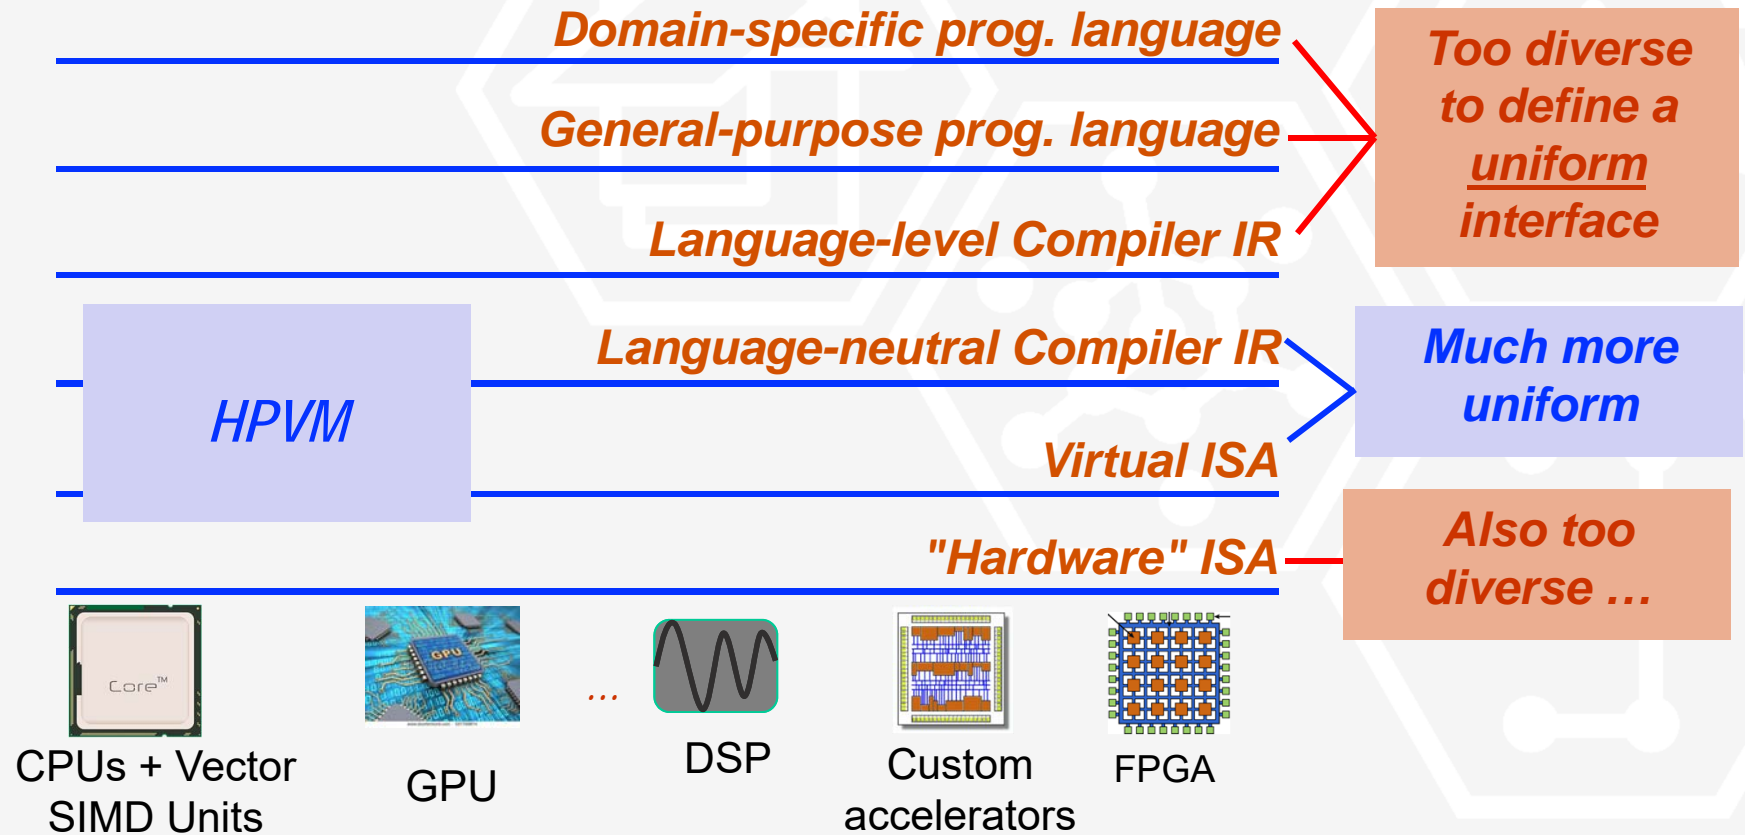 Domain-specific prog. language
General-purpose prog. language
Language-level Compiler IR
Too diverse
to define a
uniform
interface
Language-neutral Compiler IR
Virtual ISA
HPVM
Much more
uniform
"Hardware" ISA
Also too
diverse …
Core™
GPU
...
CPUs + Vector
SIMD Units
GPU
DSP
Custom
accelerators
FPGA